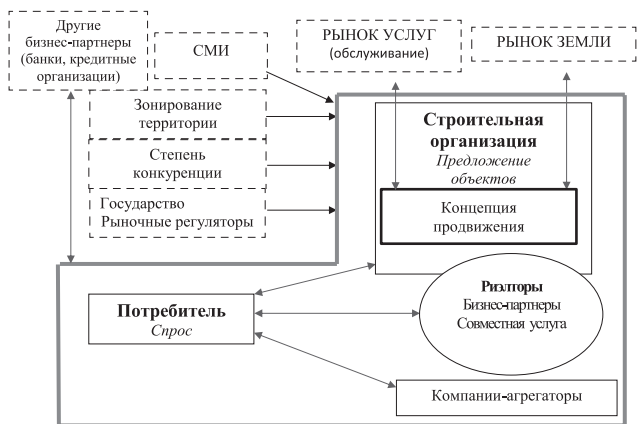 Другие
бизнес-партнеры
(банки, кредитные
организации)
СМИ
РЫНОК УСЛУГ
(обслуживание)
РЫНОК ЗЕМЛИ
Зонирование
территории
Степень
конкуренции
Государство
Рыночные регуляторы
Строительная
организация
Предложение
объектов
Концепция
продвижения
Риэлторы
Бизнес-партнеры
Совместная услуга
Потребитель
Спрос
Компании-агрегаторы